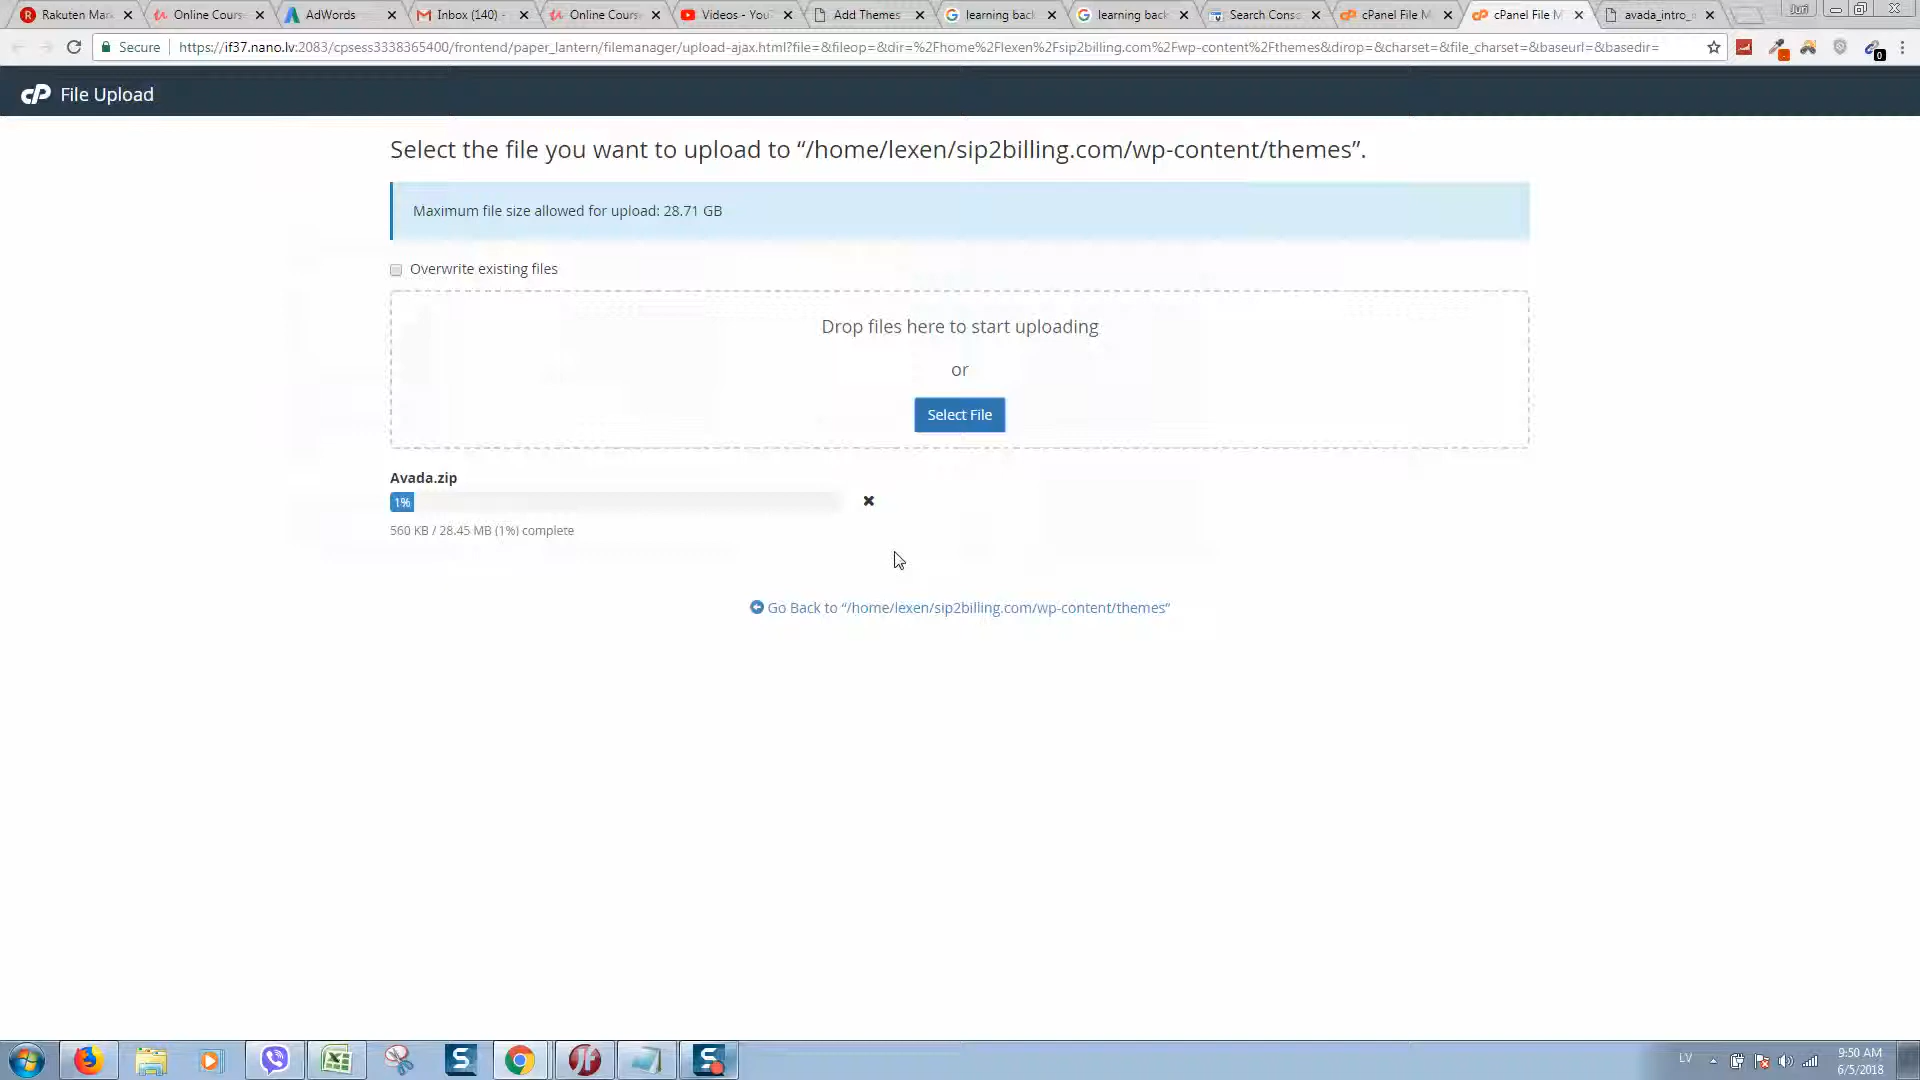 Rakuten Mar
Online Cours
AdWords
Inbox (140) -
Online Cours
Videos - You
Add Themes
learning back
learning back
Search Conso
cPanel File M
cPanel File M
avada_intro_
Juri
Secure
https://if37.nano.lv:2083/cpsess3338365400/frontend/paper_lantern/filemanager/upload-ajax.html?file=&fileop=&dir=%2Fhome%2Flexen%2Fsip2billing.com%2Fwp-content%2Fthemes&dirop=&charset=&file_charset=&baseurl=&basedir=
0
cP File Upload
Select the file you want to upload to “/home/lexen/sip2billing.com/wp-content/themes”.
Maximum file size allowed for upload: 28.71 GB
Overwrite existing files
Drop files here to start uploading
or
Select File
Avada.zip
1%
560 KB / 28.45 MB (1%) complete
Go Back to “/home/lexen/sip2billing.com/wp-content/themes”
LV
9:50 AM
6/5/2018